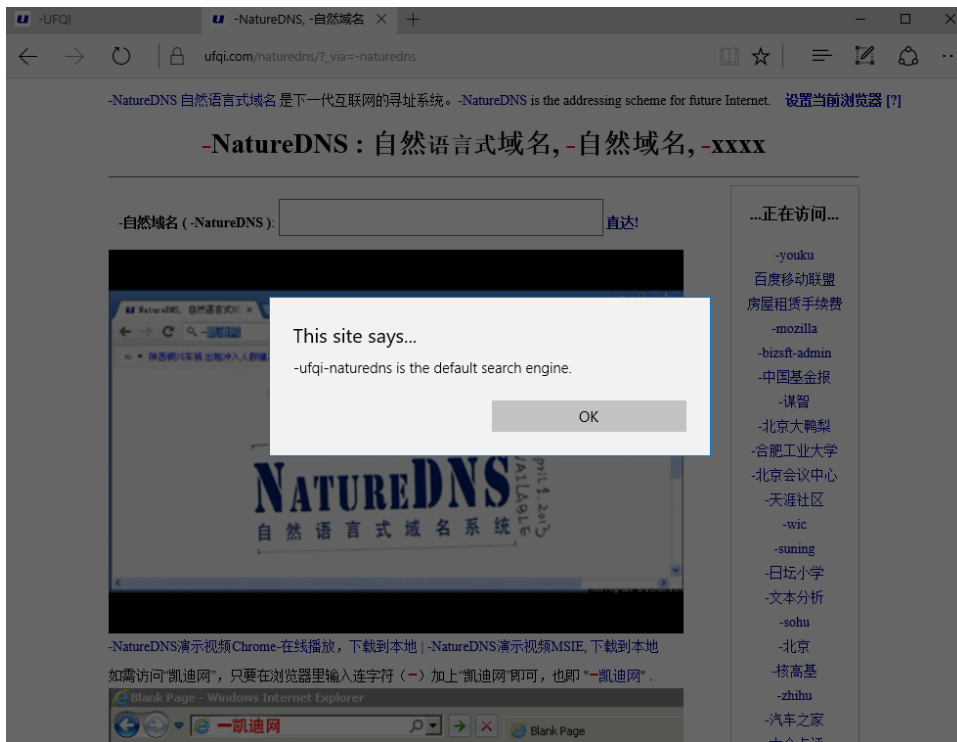 -UFQI
-NatureDNS, -自然域名
ufqi.com/naturedns/?_via=-naturedns
-NatureDNS 自然语言式域名 是下一代互联网的寻址系统。-NatureDNS is the addressing scheme for future Internet. 设置当前浏览器 [?]
-NatureDNS : 自然语言式域名, -自然域名, -xxxx
-自然域名 ( -NatureDNS ): 直达!
This site says...
-ufqi-naturedns is the default search engine.
OK
NATUREDNS
AILABLE
April 1, 2013
自然语言式域名系统
-NatureDNS演示视频Chrome-在线播放，下载到本地 | -NatureDNS演示视频MSIE, 下载到本地
如需访问"凯迪网"，只要在浏览器里输入连字符（-）加上"凯迪网"即可，也即 "-凯迪网" .
Blank Page - Windows Internet Explorer
-凯迪网
Blank Page
...正在访问...
-youku
百度移动联盟
房屋租赁手续费
-mozilla
-bizsft-admin
-中国基金报
-谋智
-北京大鸭梨
-合肥工业大学
-北京会议中心
-天涯社区
-wic
-suning
-日坛小学
-文本分析
-sohu
-北京
-核高基
-zhihu
-汽车之家